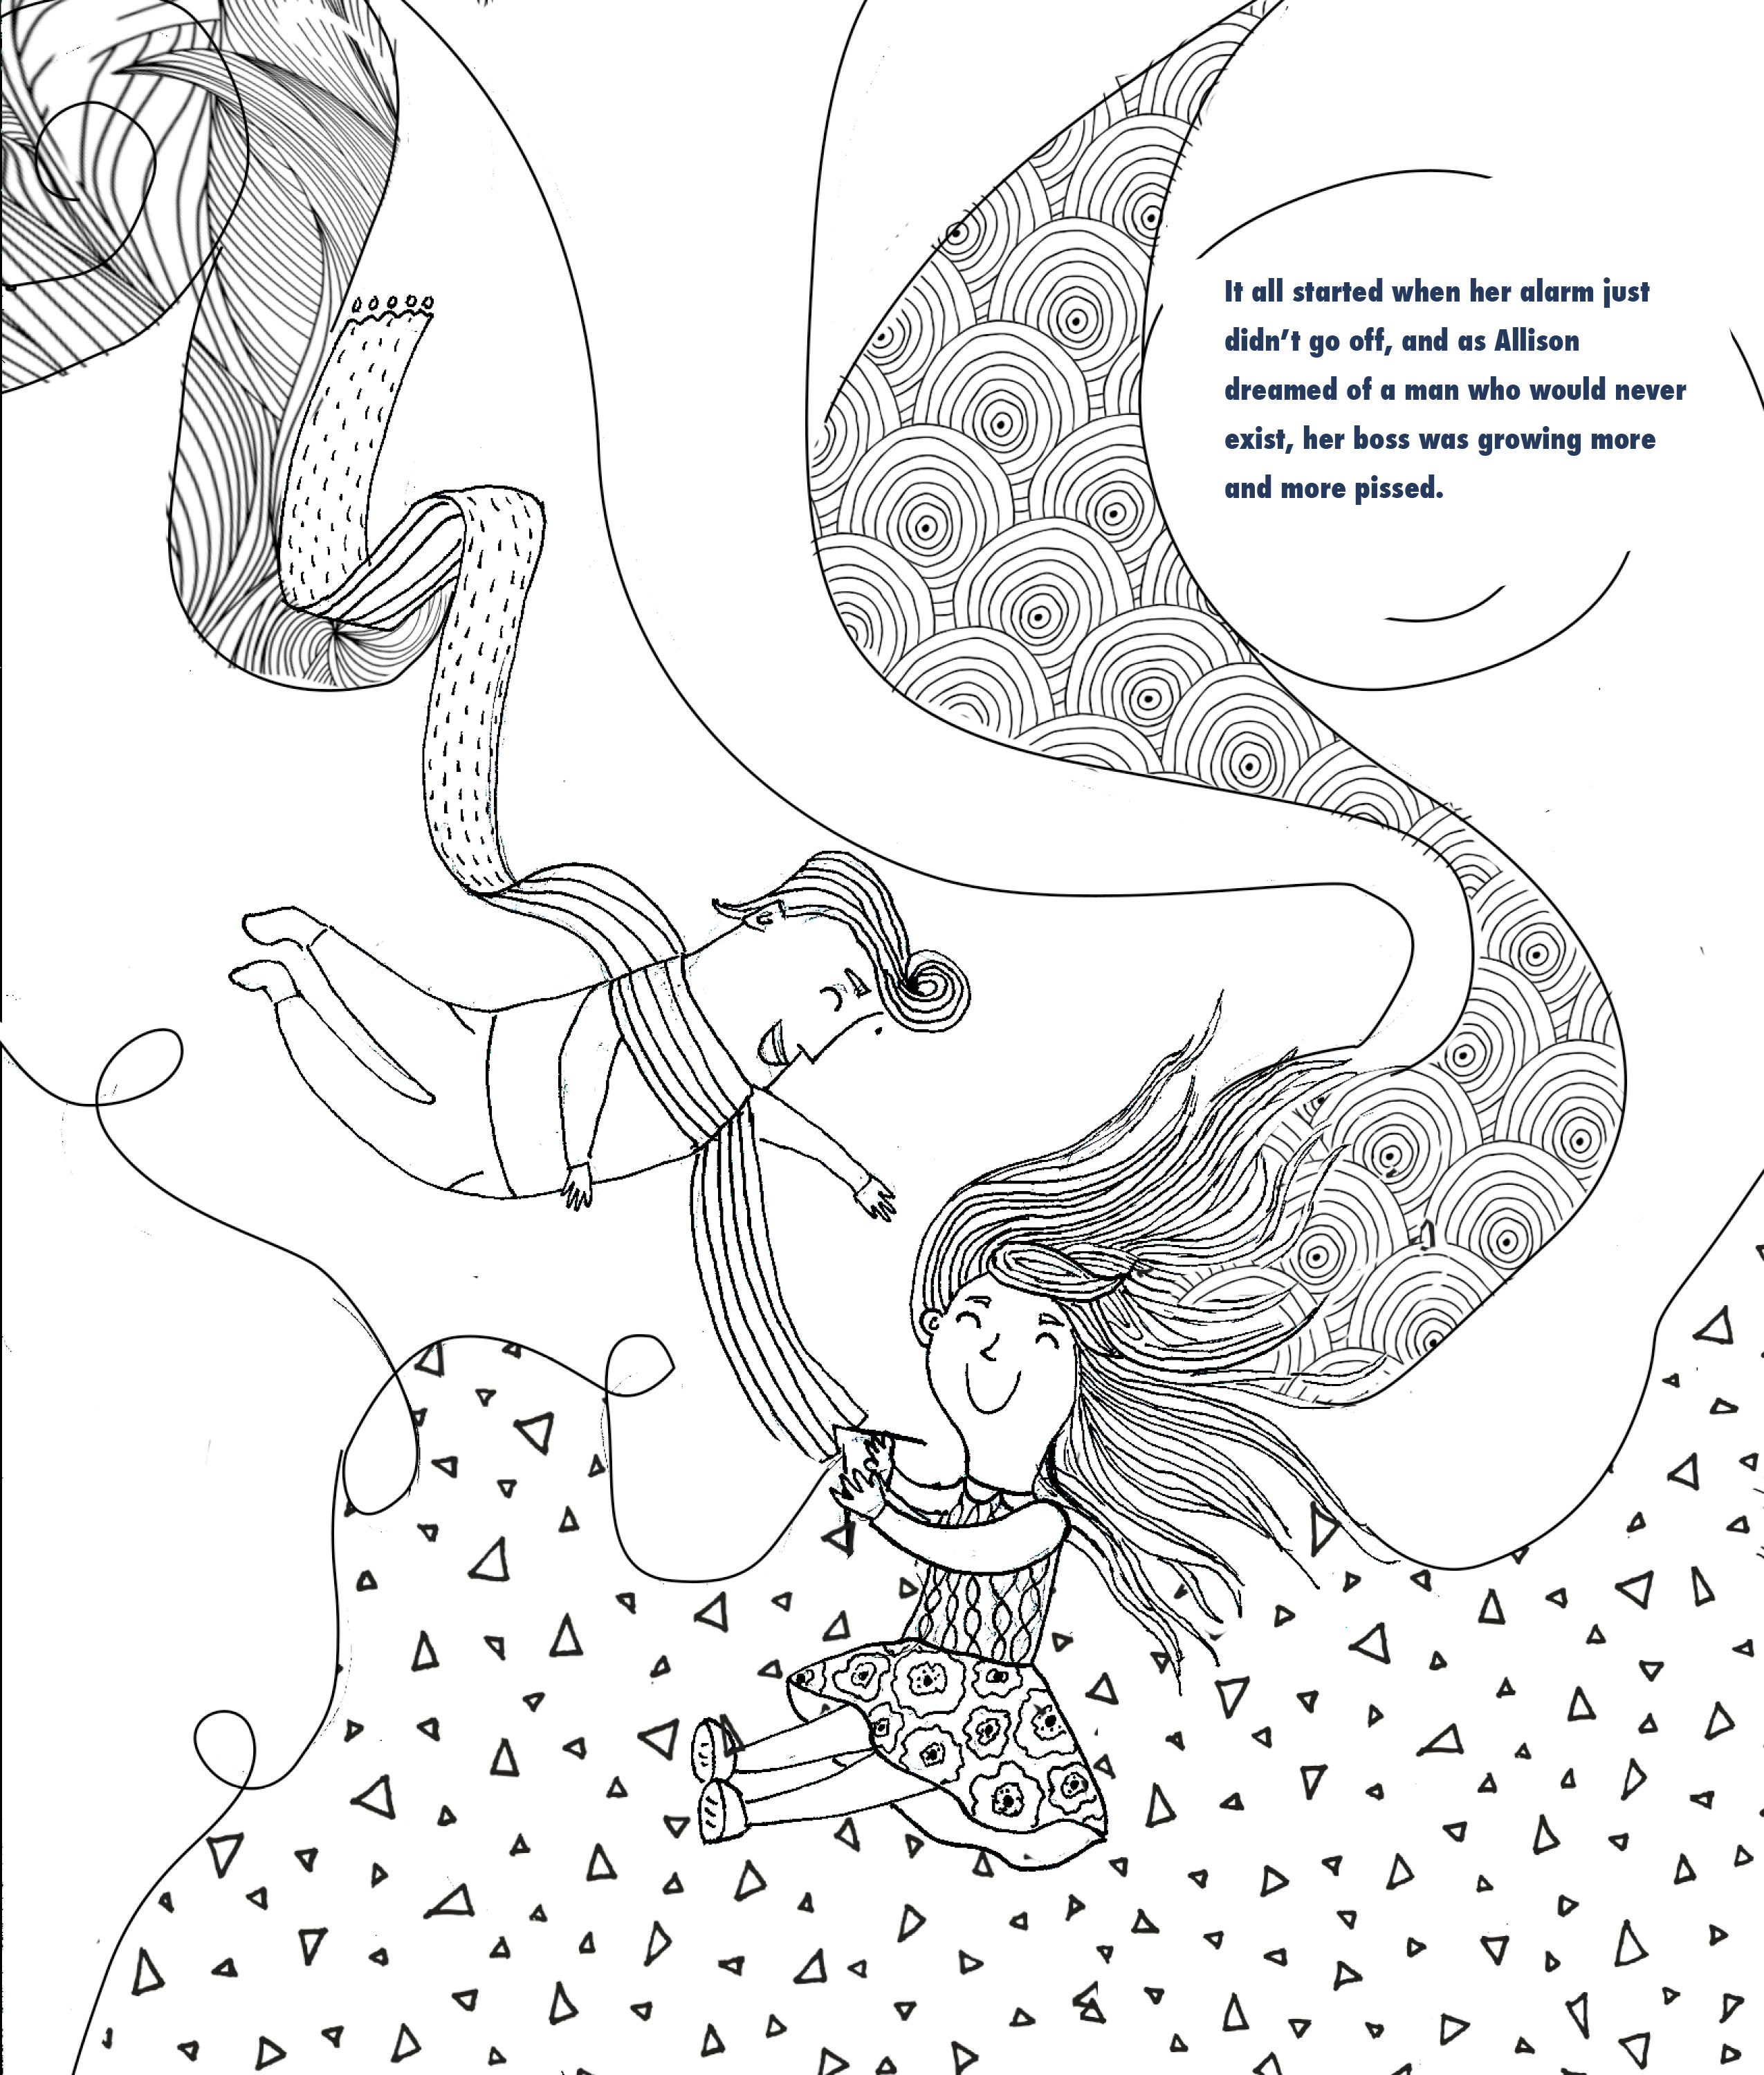 It all started when her alarm just
didn’t go off, and as Allison
dreamed of a man who would never
exist, her boss was growing more
and more pissed.